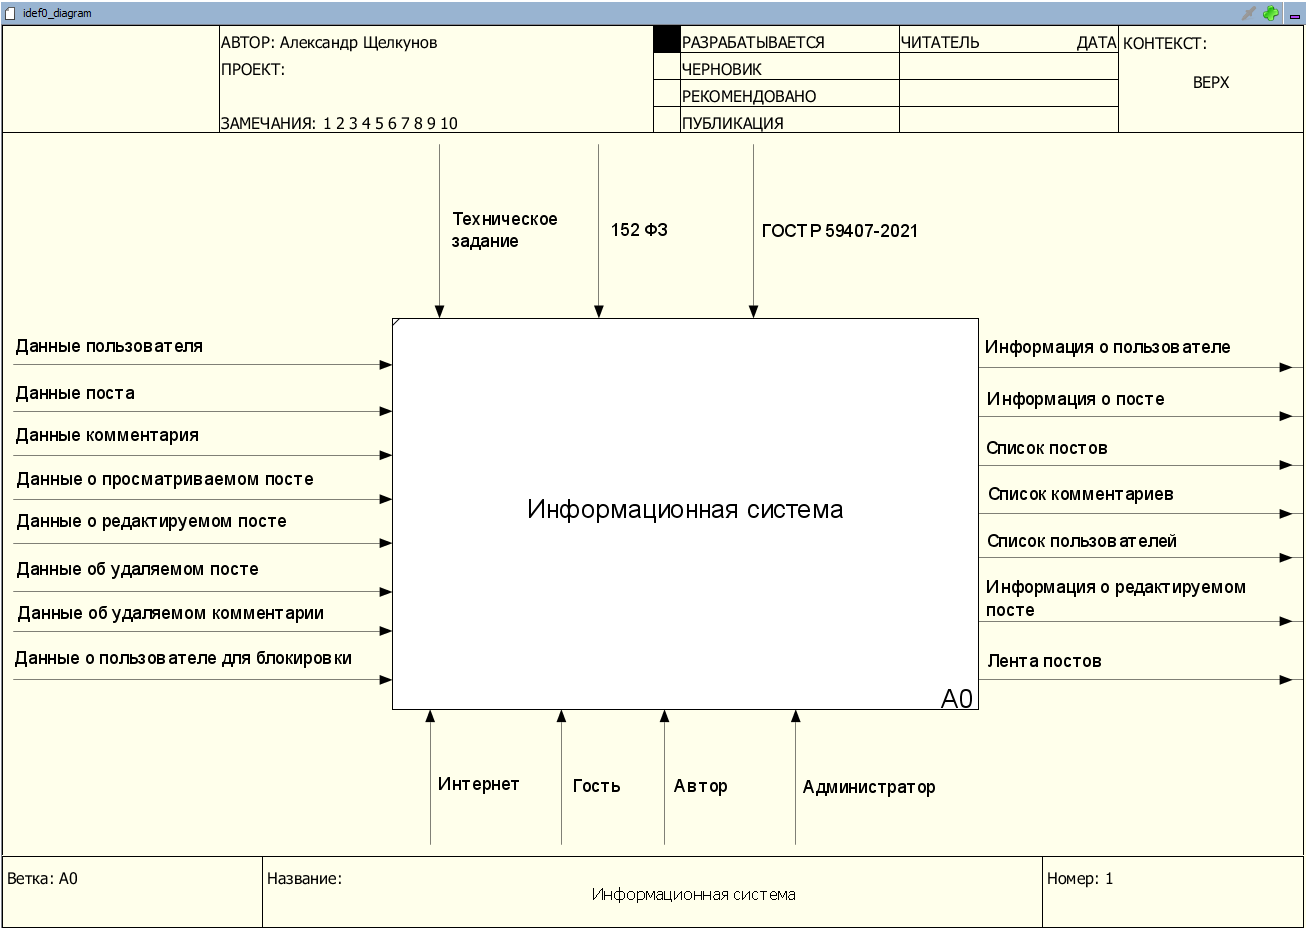 idef0_diagram
АВТОР: Александр Щелкунов
ПРОЕКТ:
ЗАМЕЧАНИЯ: 1 2 3 4 5 6 7 8 9 10
РАЗРАБАТЫВАЕТСЯ
ЧЕРНОВИК
РЕКОМЕНДОВАНО
ПУБЛИКАЦИЯ
ЧИТАТЕЛЬ ДАТА
КОНТЕКСТ:
ВЕРХ
Техническое
задание
152 ФЗ
ГОСТ Р 59407-2021
Данные пользователя
Данные поста
Данные комментария
Данные о просматриваемом посте
Данные о редактируемом посте
Данные об удаляемом посте
Данные об удаляемом комментарии
Данные о пользователе для блокировки
Информационная система
A0
Информация о пользователе
Информация о посте
Список постов
Список комментариев
Список пользователей
Информация о редактируемом
посте
Лента постов
Интернет
Гость
Автор
Администратор
Ветка: A0
Название:
Информационная система
Номер: 1